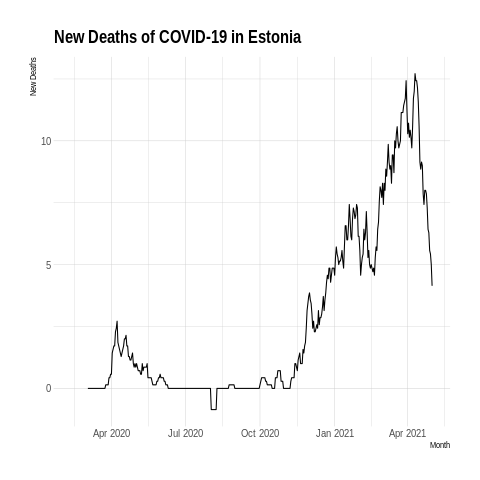 New Deaths of COVID-19 in Estonia
New Deaths
10
5
0
Apr 2020 Jul 2020 Oct 2020 Jan 2021 Apr 2021
Month